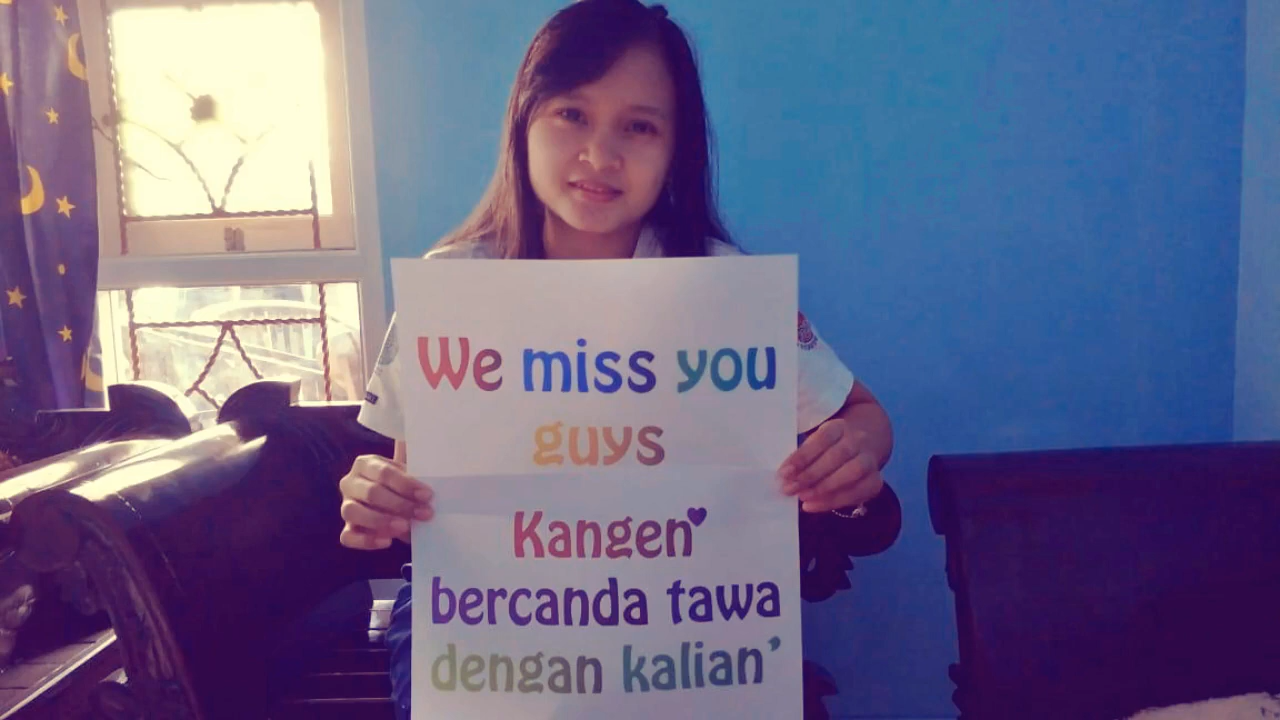 We miss you
guys
Kangen
bercanda tawa
dengan kalian’